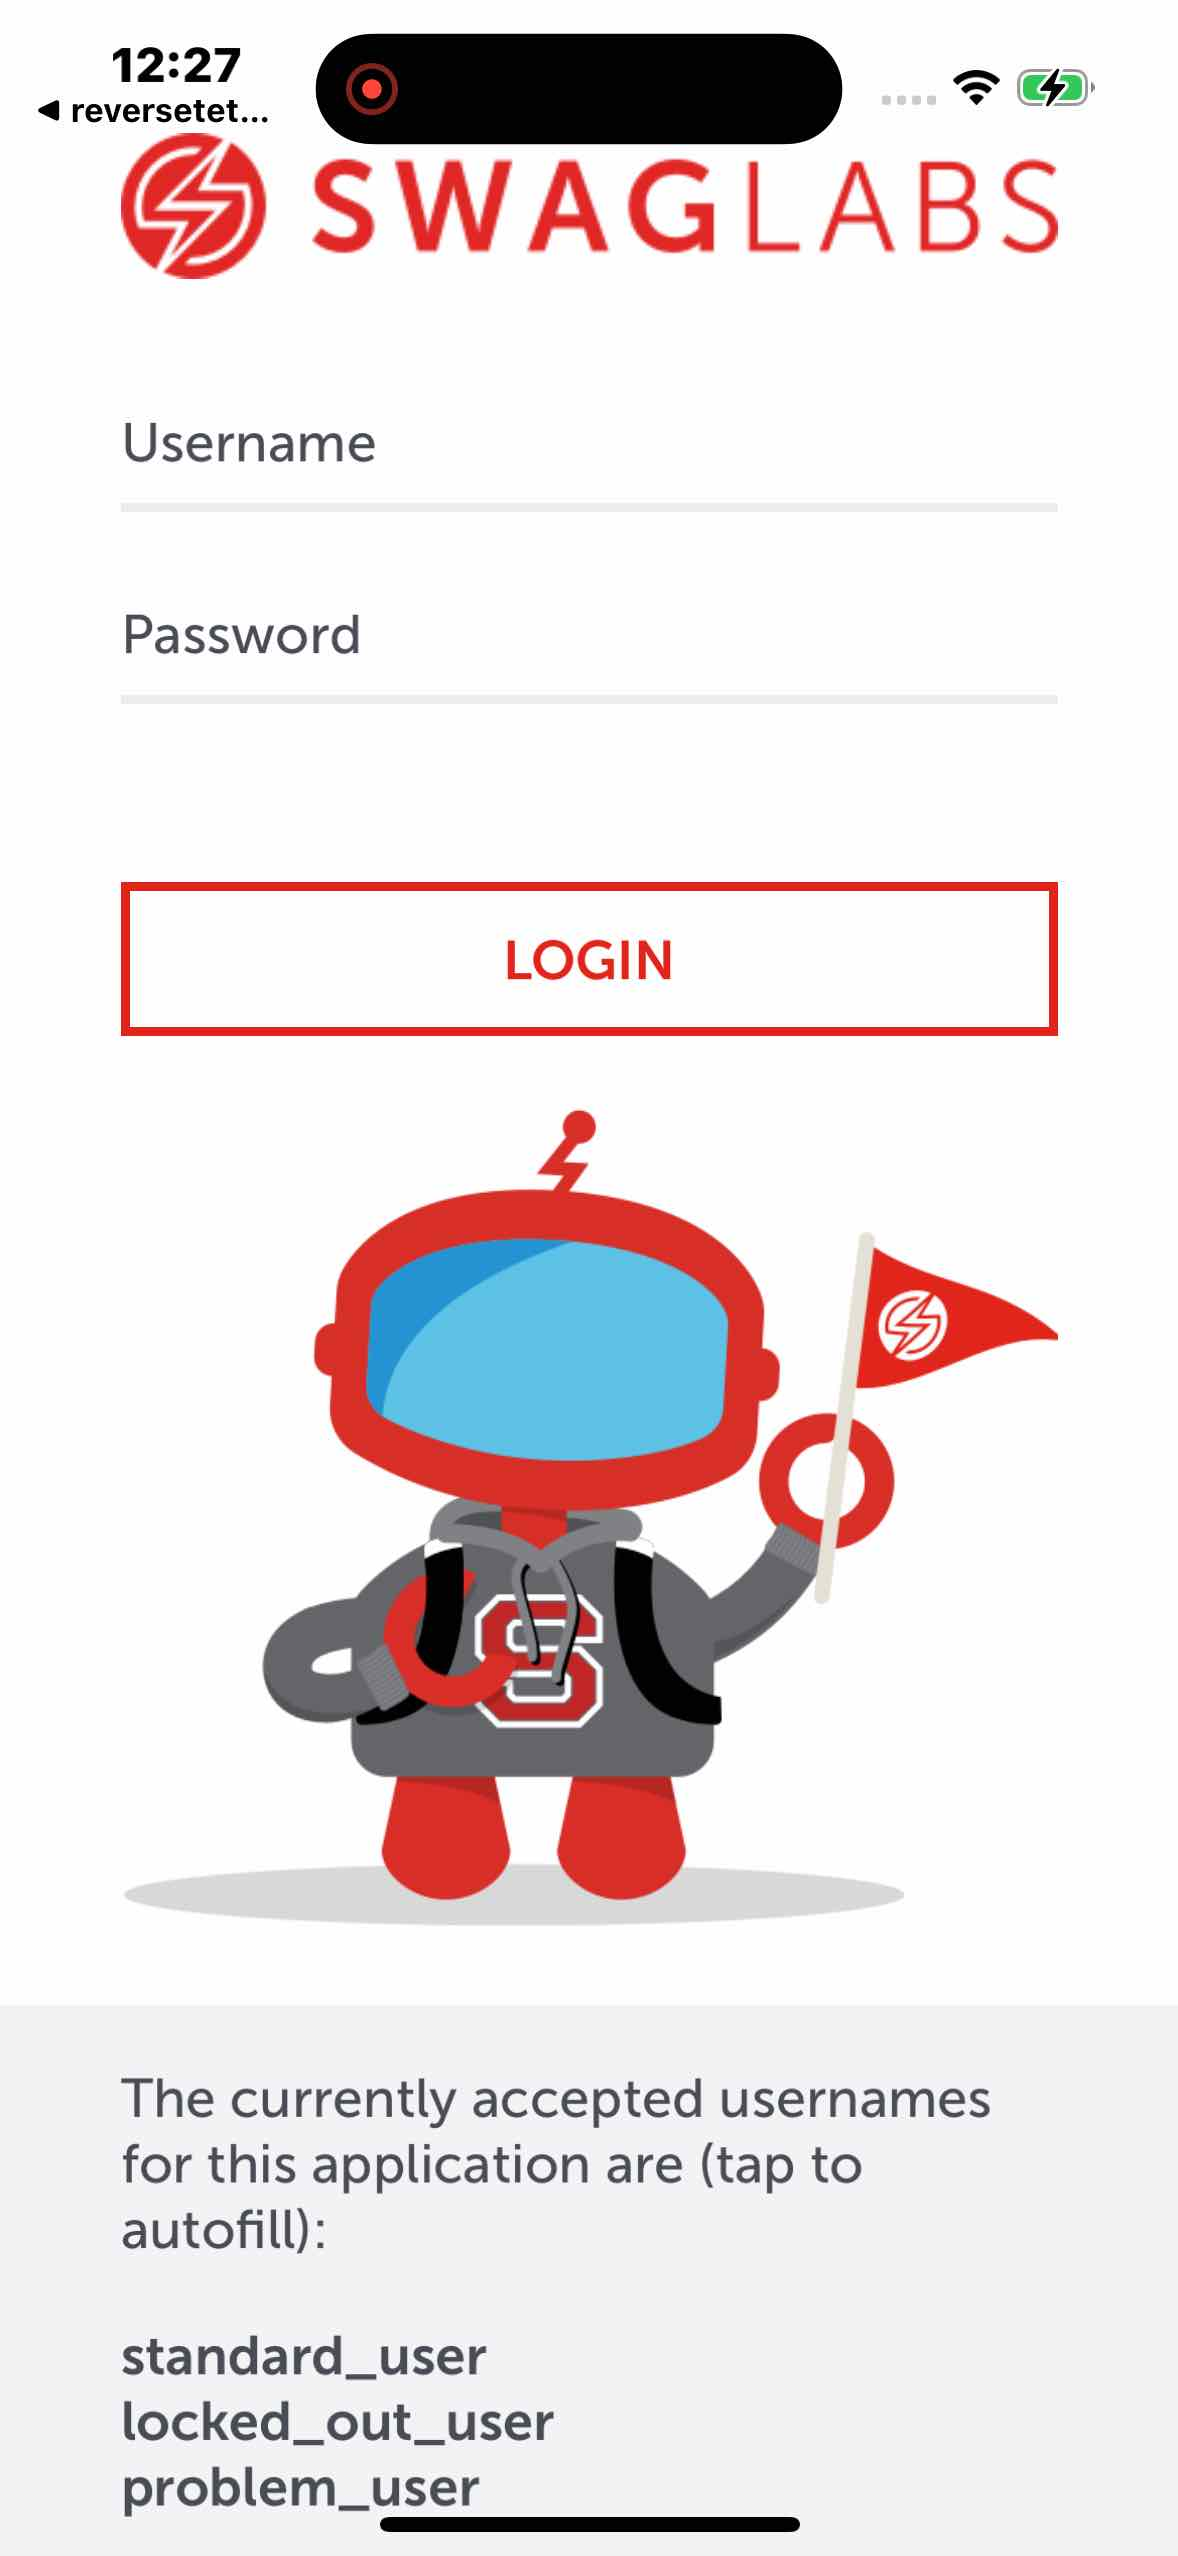 12:27
◀ reversetet...
SWAGLABS
Username
Password
LOGIN
S
The currently accepted usernames
for this application are (tap to
autofill):
standard_user
locked_out_user
problem_user